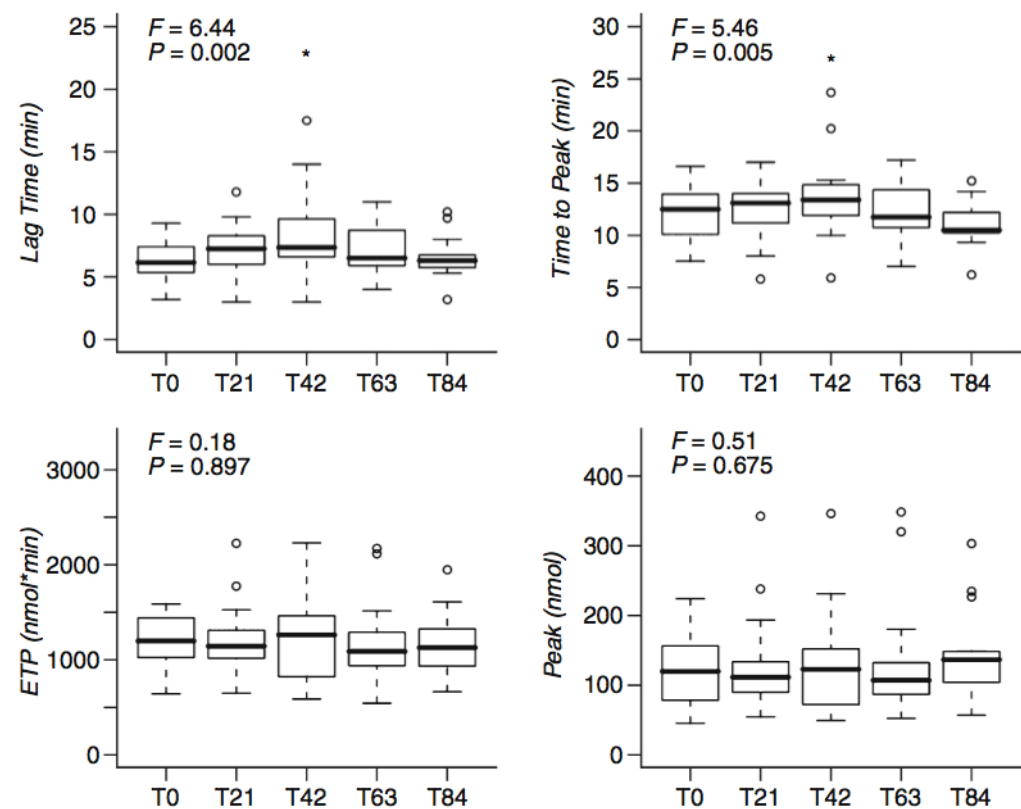 Lag Time (min)
25
20
15
10
5
0
F = 6.44
P = 0.002
*
T0 T21 T42 T63 T84
Time to Peak (min)
30
25
20
15
10
5
0
F = 5.46
P = 0.005
*
T0 T21 T42 T63 T84
ETP (nmol*min)
3000
2000
1000
0
F = 0.18
P = 0.897
T0 T21 T42 T63 T84
Peak (nmol)
400
300
200
100
0
F = 0.51
P = 0.675
T0 T21 T42 T63 T84